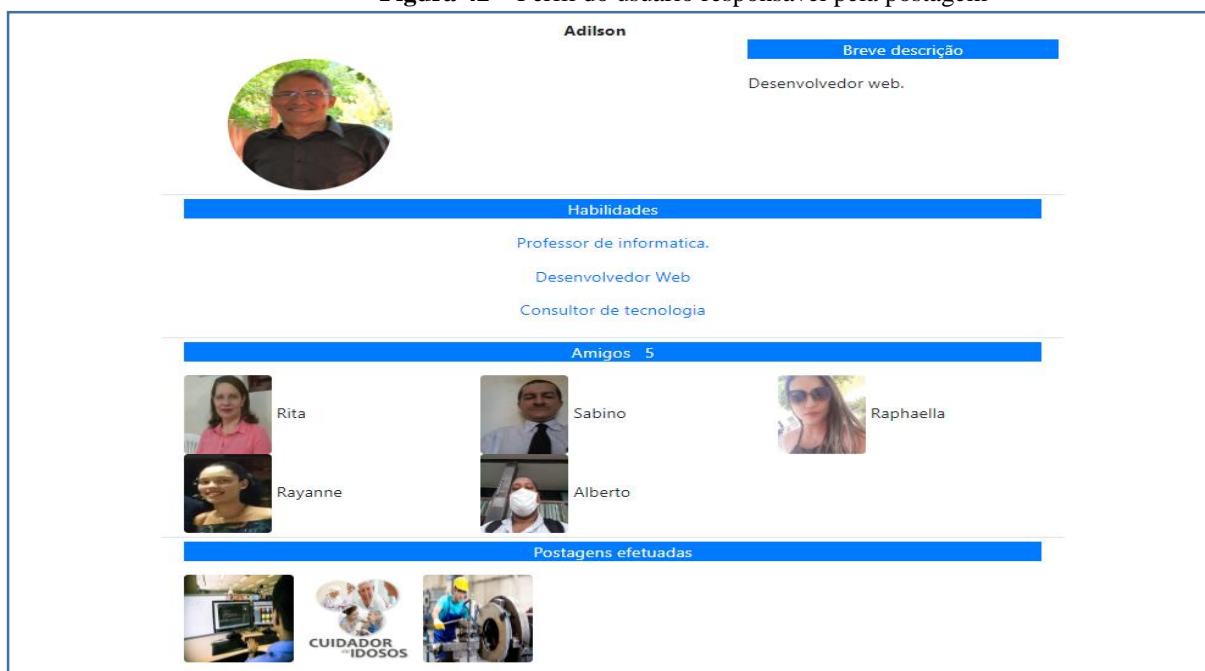 Adilson
Breve descrição
Desenvolvedor web.
Habilidades
Professor de informatica.
Desenvolvedor Web
Consultor de tecnologia
Amigos 5
Rita
Sabino
Raphaella
Rayanne
Alberto
Postagens efetuadas
CUIDADOR
DE IDOSOS